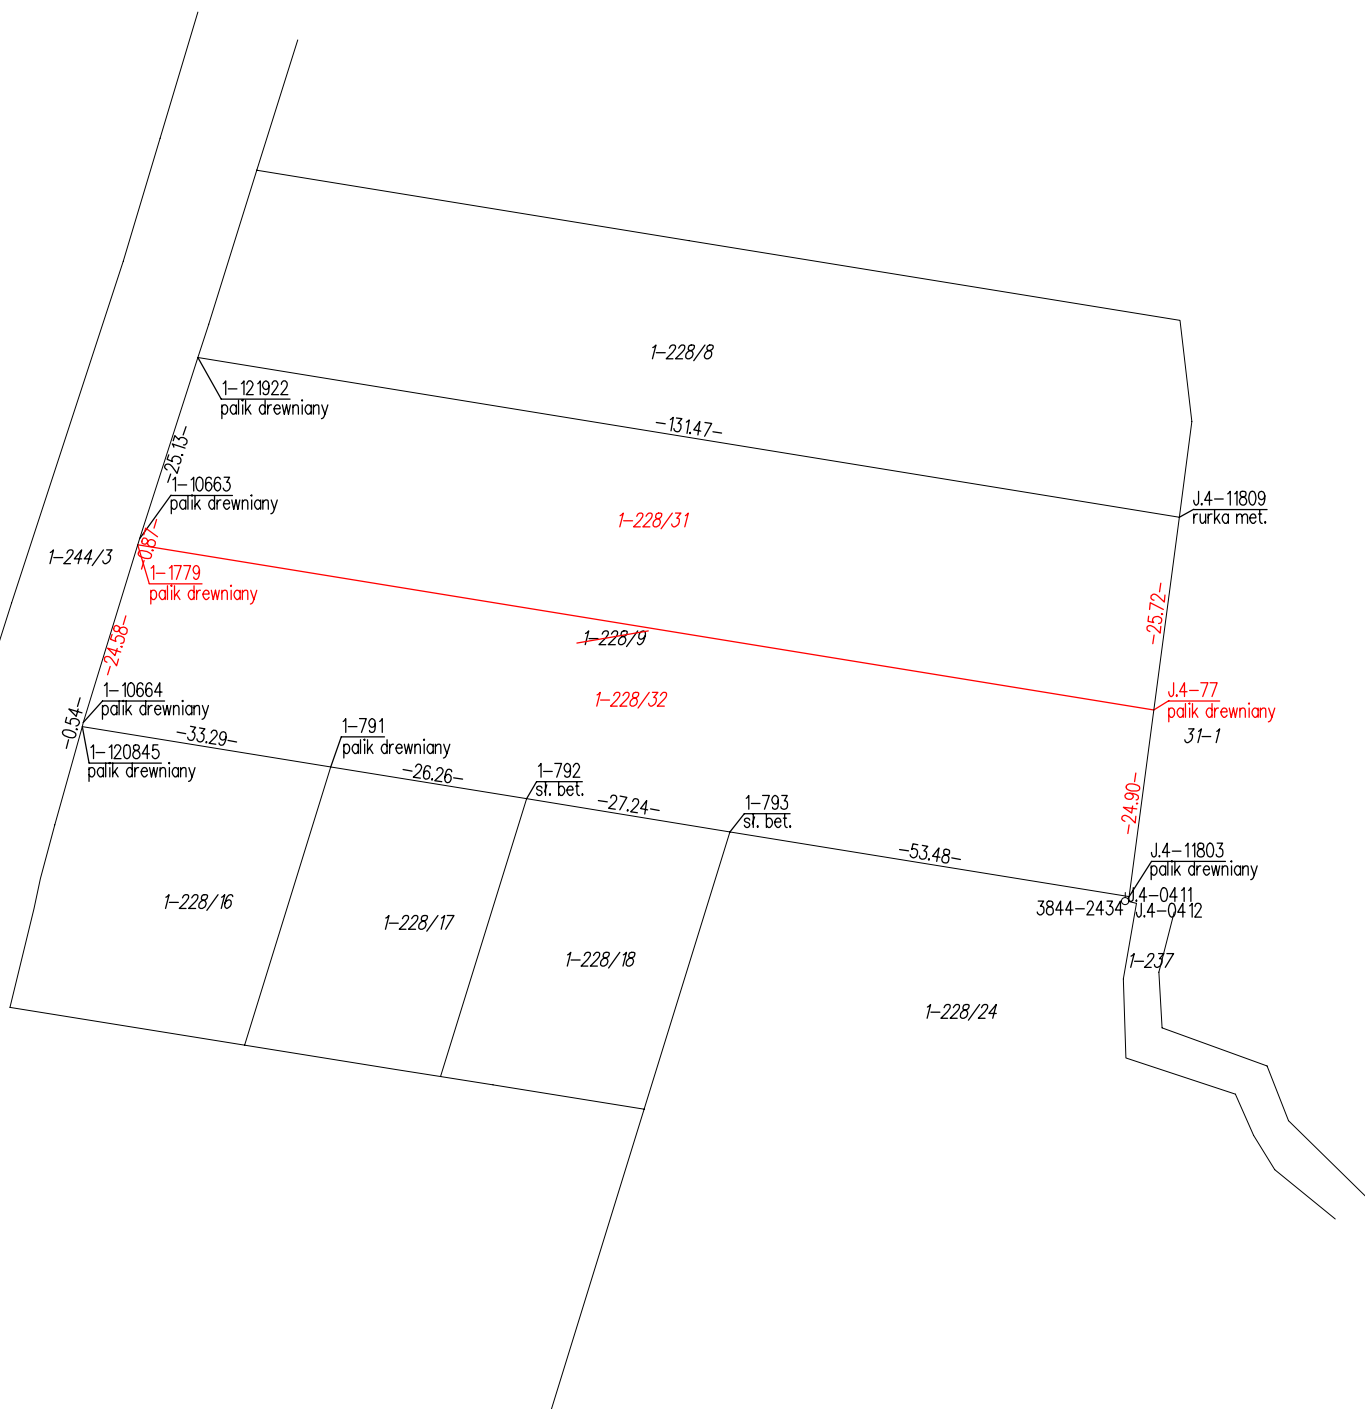 1-228/8
1-121922
palik drewniany
-131.47-
-25.13-
1-10663
palik drewniany
J.4-11809
rurka met.
1-228/31
-0.87-
1-244/3
1-1779
palik drewniany
-25.72-
-24.58-
1-228/9
1-228/32
1-10664
palik drewniany
J.4-77
palik drewniany
31-1
-0.54-
-33.29-
1-791
palik drewniany
1-120845
palik drewniany
-26.26-
1-792
sł. bet.
-27.24-
1-793
sł. bet.
-24.90-
-53.48-
J.4-11803
palik drewniany
J.4-0411
3844-2434
J.4-0412
1-228/16
1-228/17
1-228/18
1-237
1-228/24